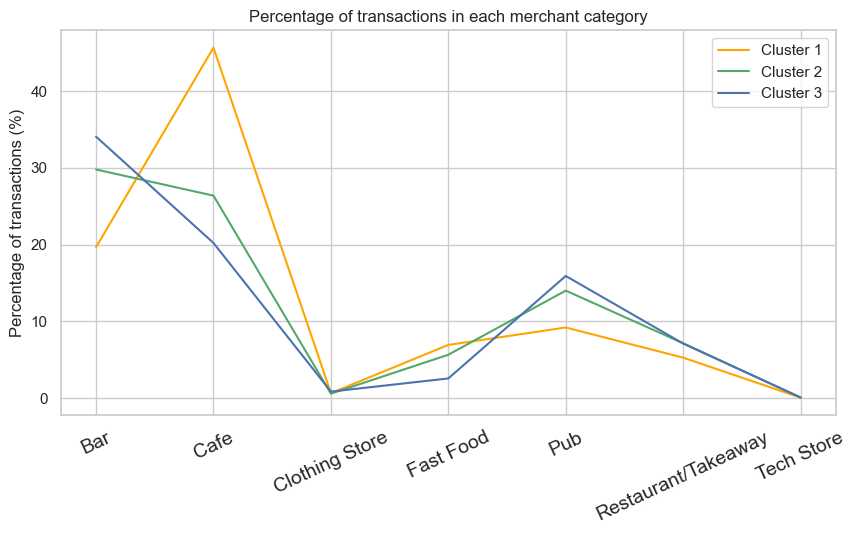 Percentage of transactions in each merchant category
Percentage of transactions (%)
40
30
20
10
0
Cluster 1
Cluster 2
Cluster 3
Bar
Cafe
Clothing Store
Fast Food
Pub
Restaurant/Takeaway
Tech Store